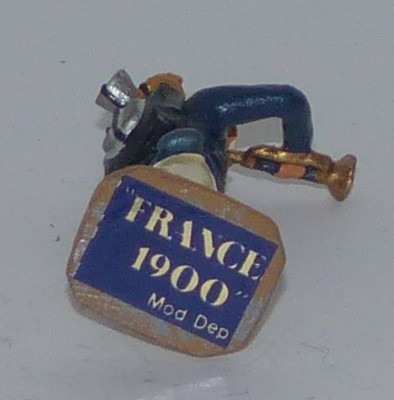 "FRANCE
1900"
Mod Dep